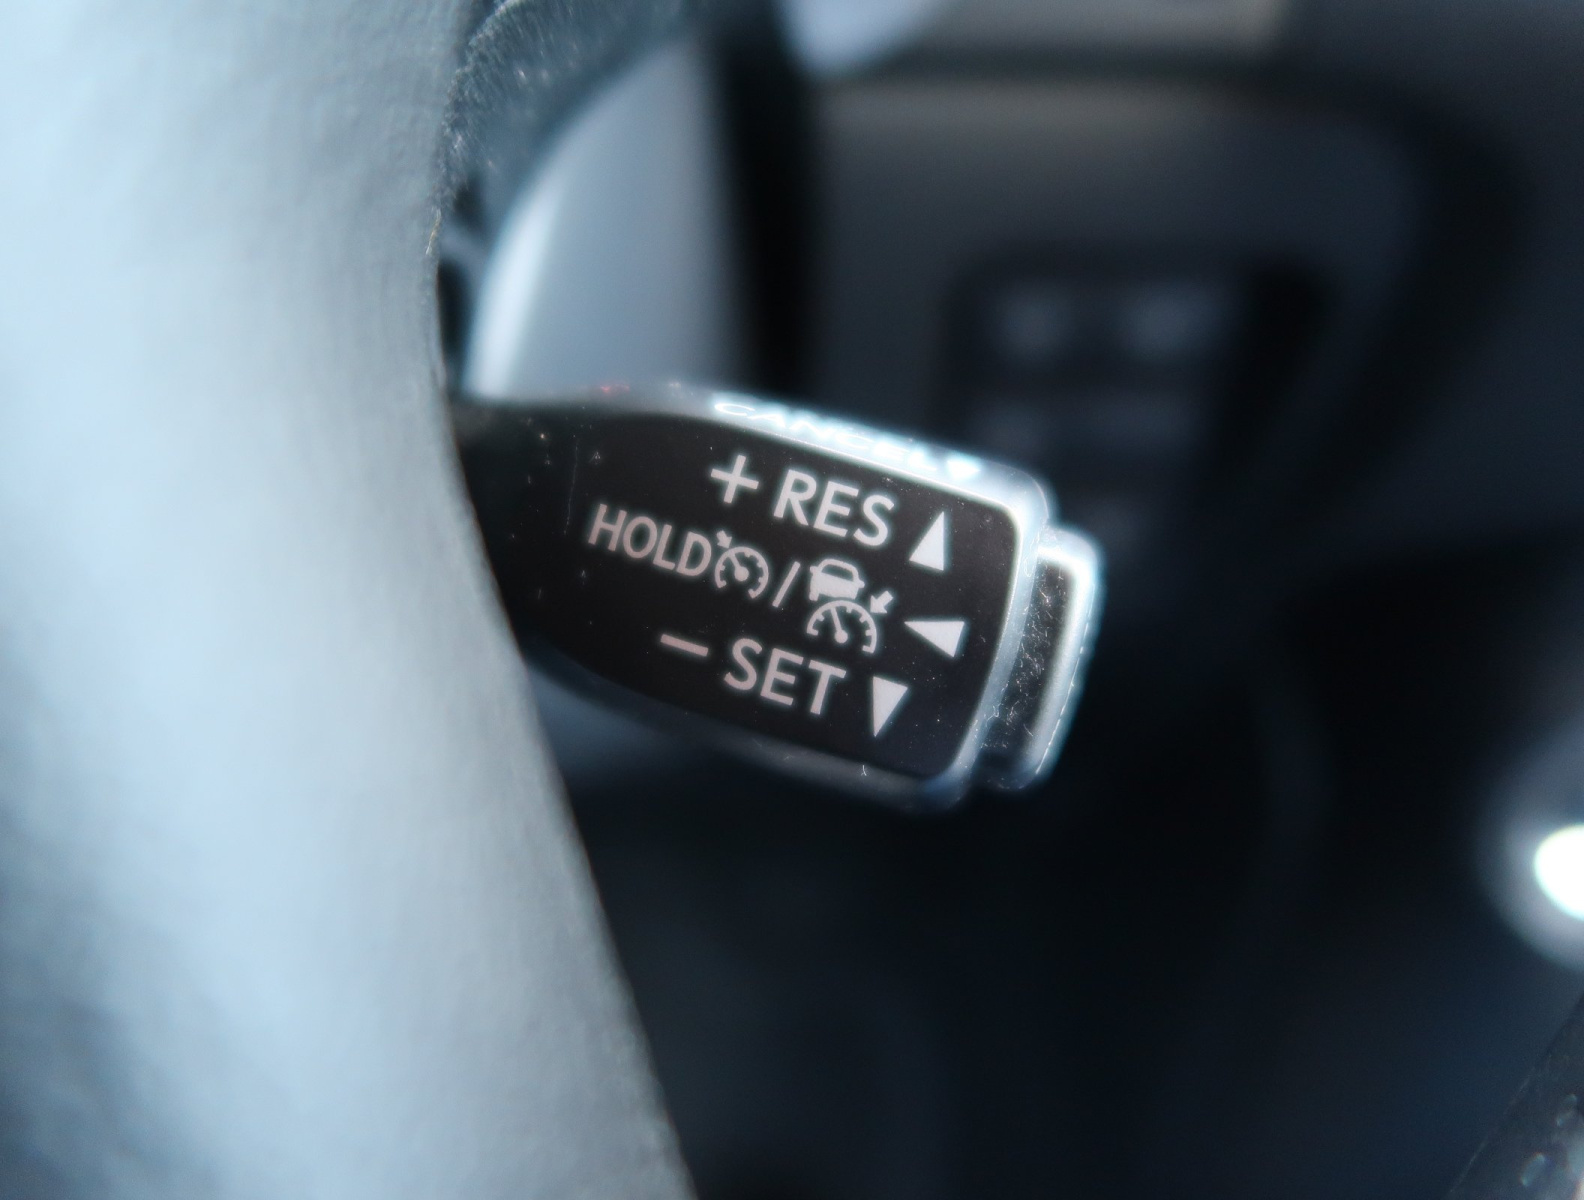 CANCEL
+ RES
HOLD /
− SET